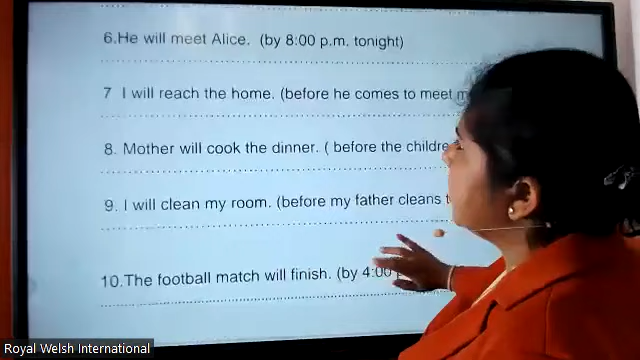 6.He will meet Alice. (by 8:00 p.m. tonight)
7 I will reach the home. (before he comes to meet
8. Mother will cook the dinner. ( before the
9. I will clean my room. (before my father cleans
10.The football match will finish. (by 4:00
Royal Welsh International